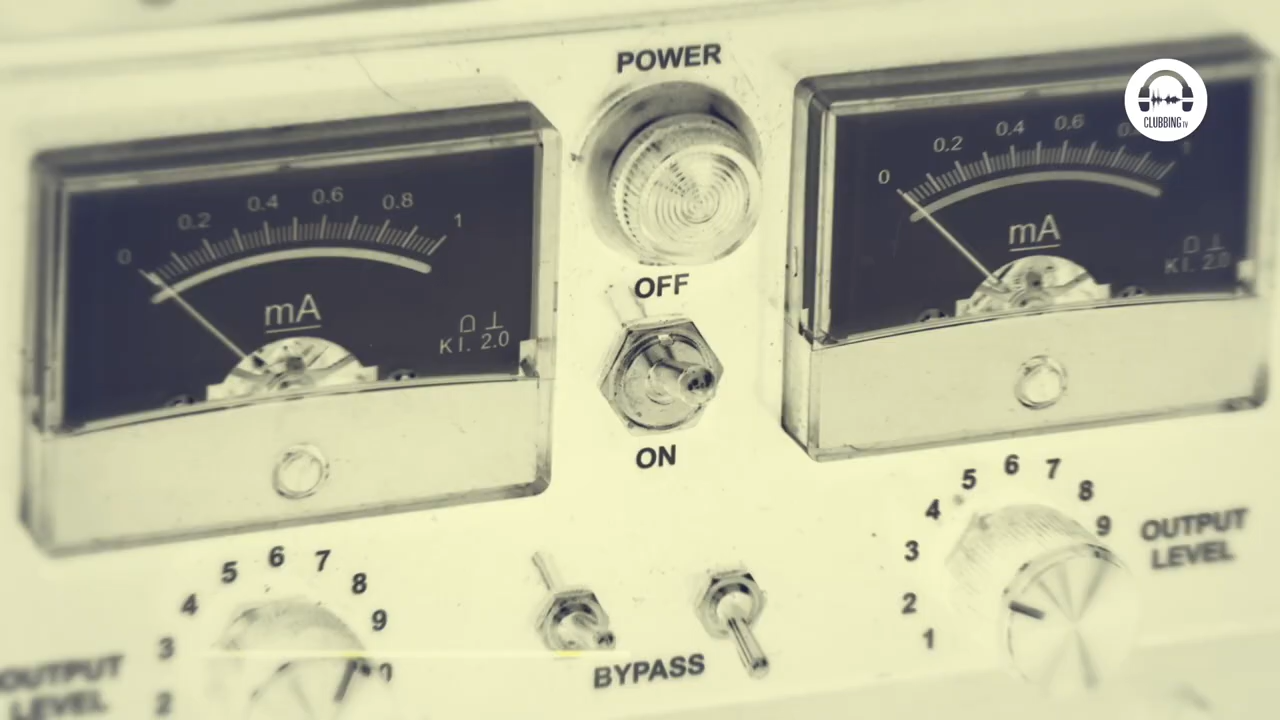 POWER
CLUBBING TV
0 0.2 0.4 0.6 0.8 1
mA
K I. 2.0
0 0.2 0.4 0.6
1
mA
K I. 2.0
OFF
ON
2 3 4 5 6 7 8 9
OUTPUT
LEVEL
1 2 3 4 5 6 7 8 9
OUTPUT
LEVEL
BYPASS